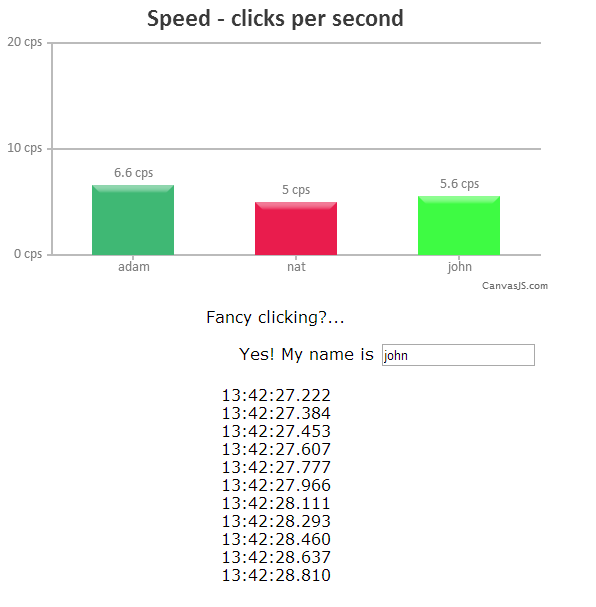 Speed - clicks per second
20 cps
10 cps
0 cps
6.6 cps
5 cps
5.6 cps
adam
nat
john
CanvasJS.com
Fancy clicking?...
Yes! My name is john
13:42:27.222
13:42:27.384
13:42:27.453
13:42:27.607
13:42:27.777
13:42:27.966
13:42:28.111
13:42:28.293
13:42:28.460
13:42:28.637
13:42:28.810